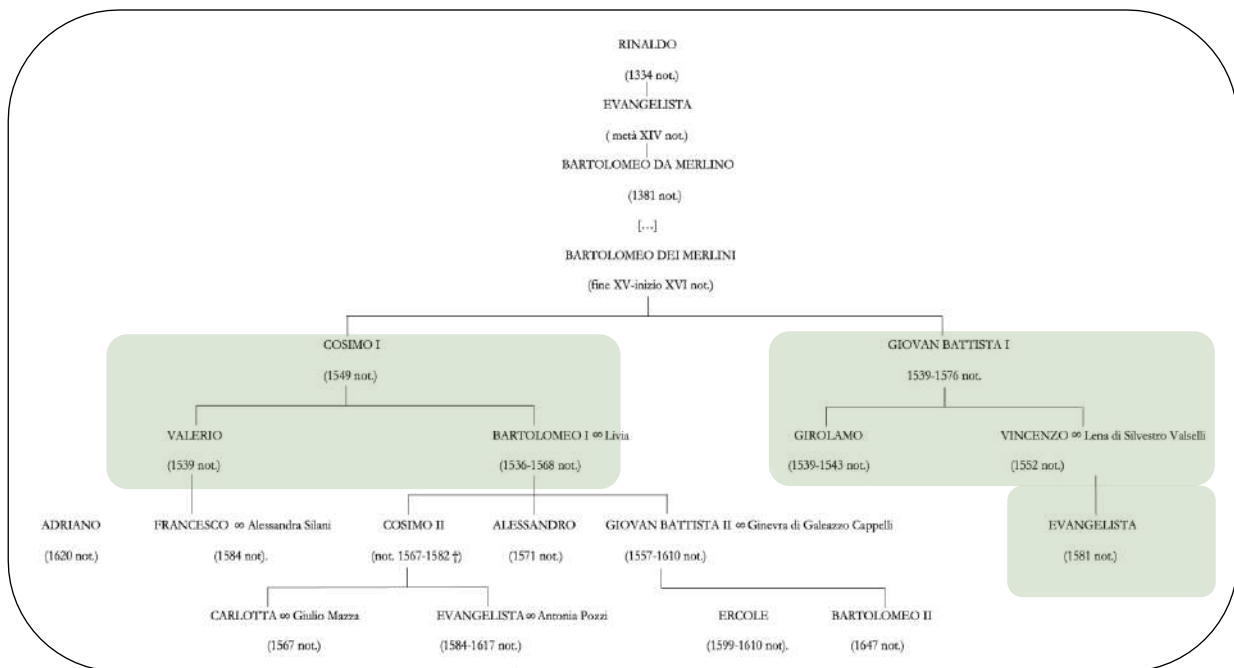 RINALDO
(1334 not.)
EVANGELISTA
( metà XIV not.)
BARTOLOMEO DA MERLINO
(1381 not.)
[...]
BARTOLOMEO DEI MERLINI
(fine XV-inizio XVI not.)
COSIMO I GIOVAN BATTISTA I
(1549 not.) 1539-1576 not.
VALERIO BARTOLOMEO I ∞ Livia GIROLAMO VINCENZO ∞ Lena di Silvestro Valselli
(1539 not.) (1536-1568 not.) (1539-1543 not.) (1552 not.)
ADRIANO FRANCESCO ∞ Alessandra Silani COSIMO II ALESSANDRO GIOVAN BATTISTA II ∞ Ginevra di Galeazzo Cappelli EVANGELISTA
(1620 not.) (1584 not). (not. 1567-1582 †) (1571 not.) (1557-1610 not.) (1581 not.)
CARLOTTA ∞ Giulio Mazza EVANGELISTA ∞ Antonia Pozzi ERCOLE BARTOLOMEO II
(1567 not.) (1584-1617 not.) (1599-1610 not). (1647 not.)